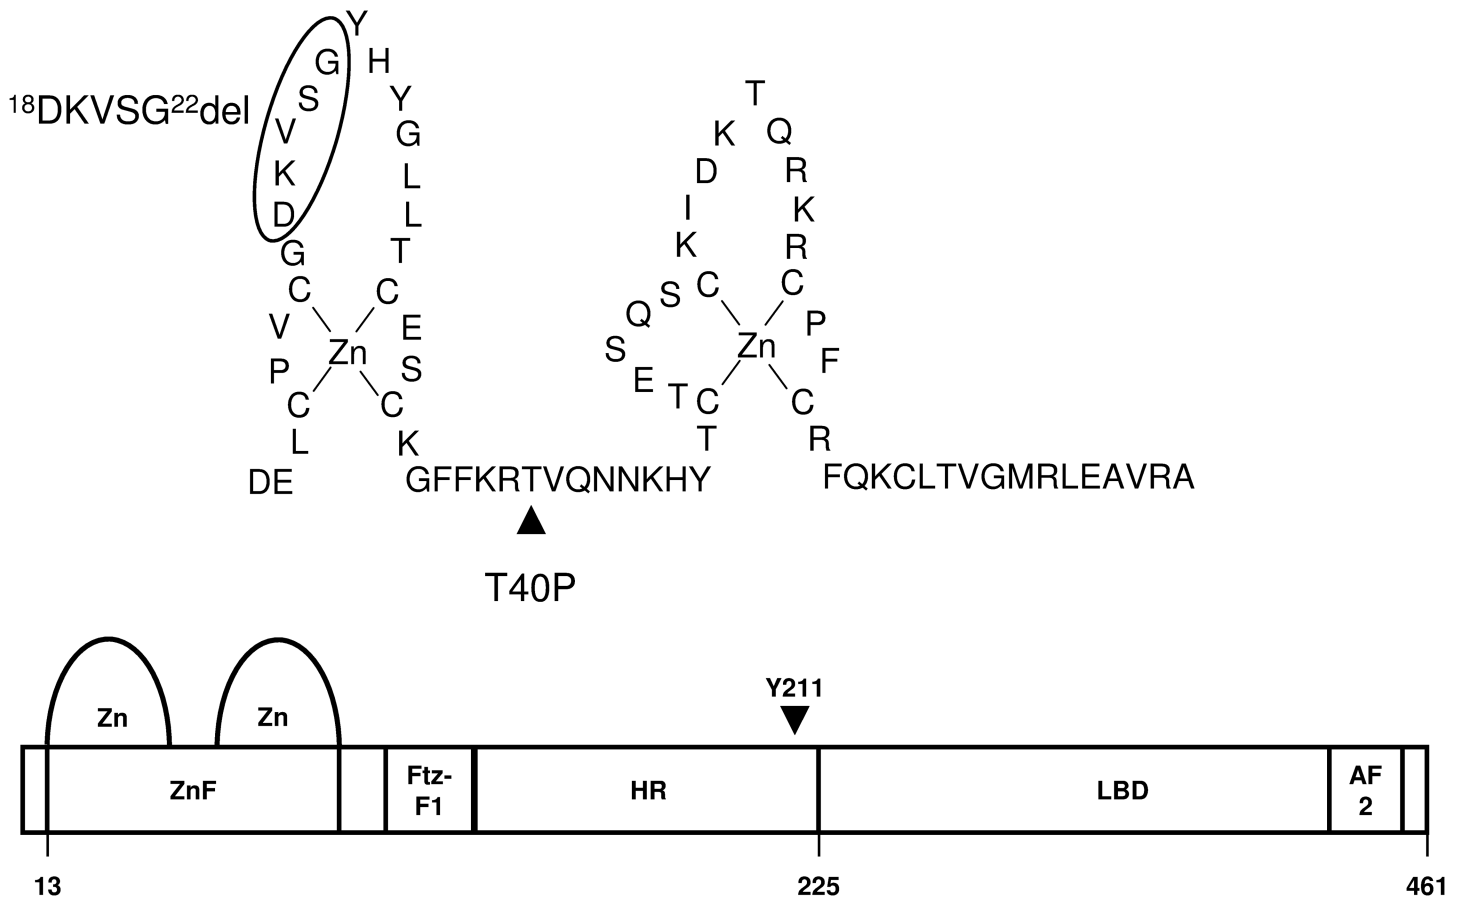 Y
G H
S Y
¹⁸DKVSG²²del
V G
K L
D L
G T
C C
V E
Zn
P S
C C
L K
DE GFFKRTVQNNKHY
T40P
T
K Q
D R
I K
K R
S C C
Q P
Zn
S F
E T C C
T R
FQKCLTVGMRLEAVRA
Y211
Zn Zn
ZnF
Ftz-
F1
HR
LBD
AF
2
13 225 461